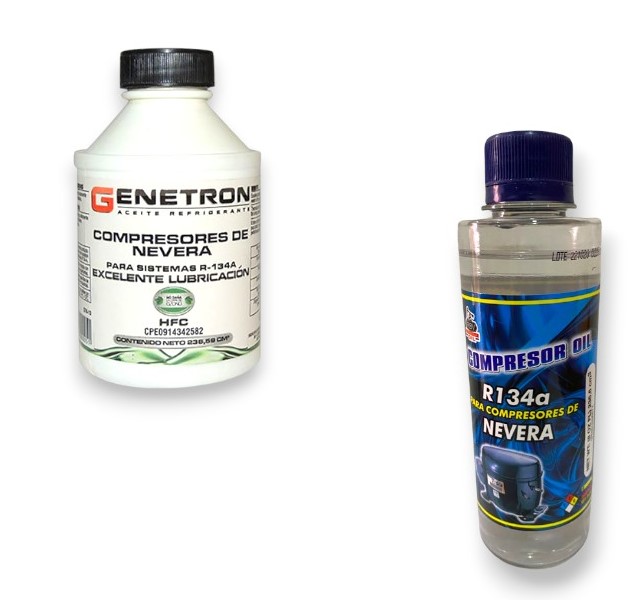 GENETRON
ACEITE REFRIGERANTE
COMPRESORES DE
NEVERA
PARA SISTEMAS R-134A
EXCELENTE LUBRICACIÓN
HFC
CPE0914342582
CONTENIDO NETO 236,59 CM³
LOTE
COMPRESOR OIL
R134a
PARA COMPRESORES DE
NEVERA